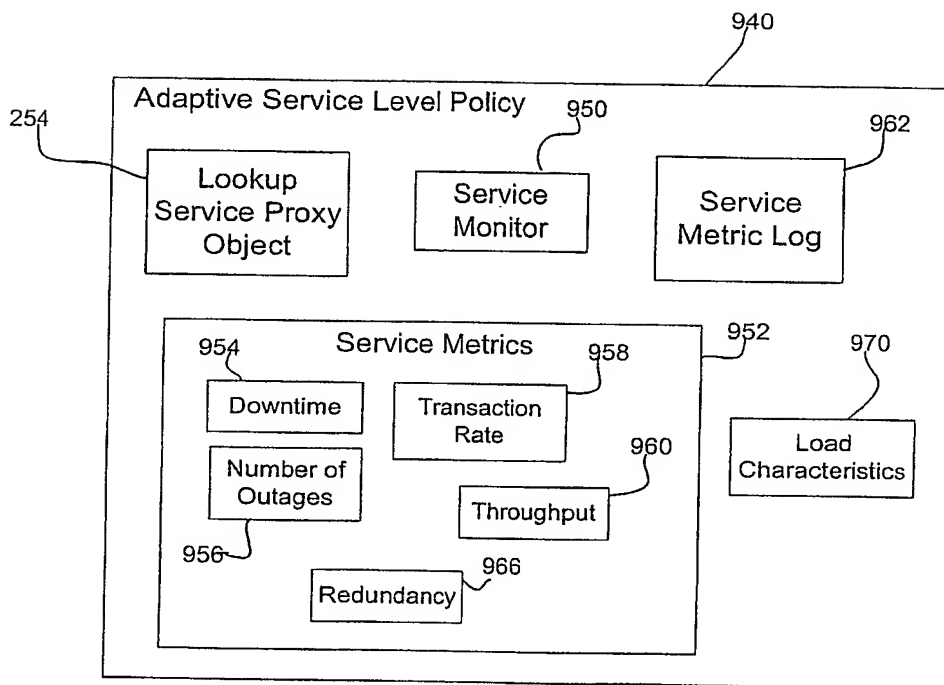 940
Adaptive Service Level Policy
254
950
962
Lookup
Service Proxy
Object
Service
Monitor
Service
Metric Log
Service Metrics
952
954
958
970
Downtime
Transaction
Rate
Load
Characteristics
Number of
Outages
960
Throughput
956
966
Redundancy